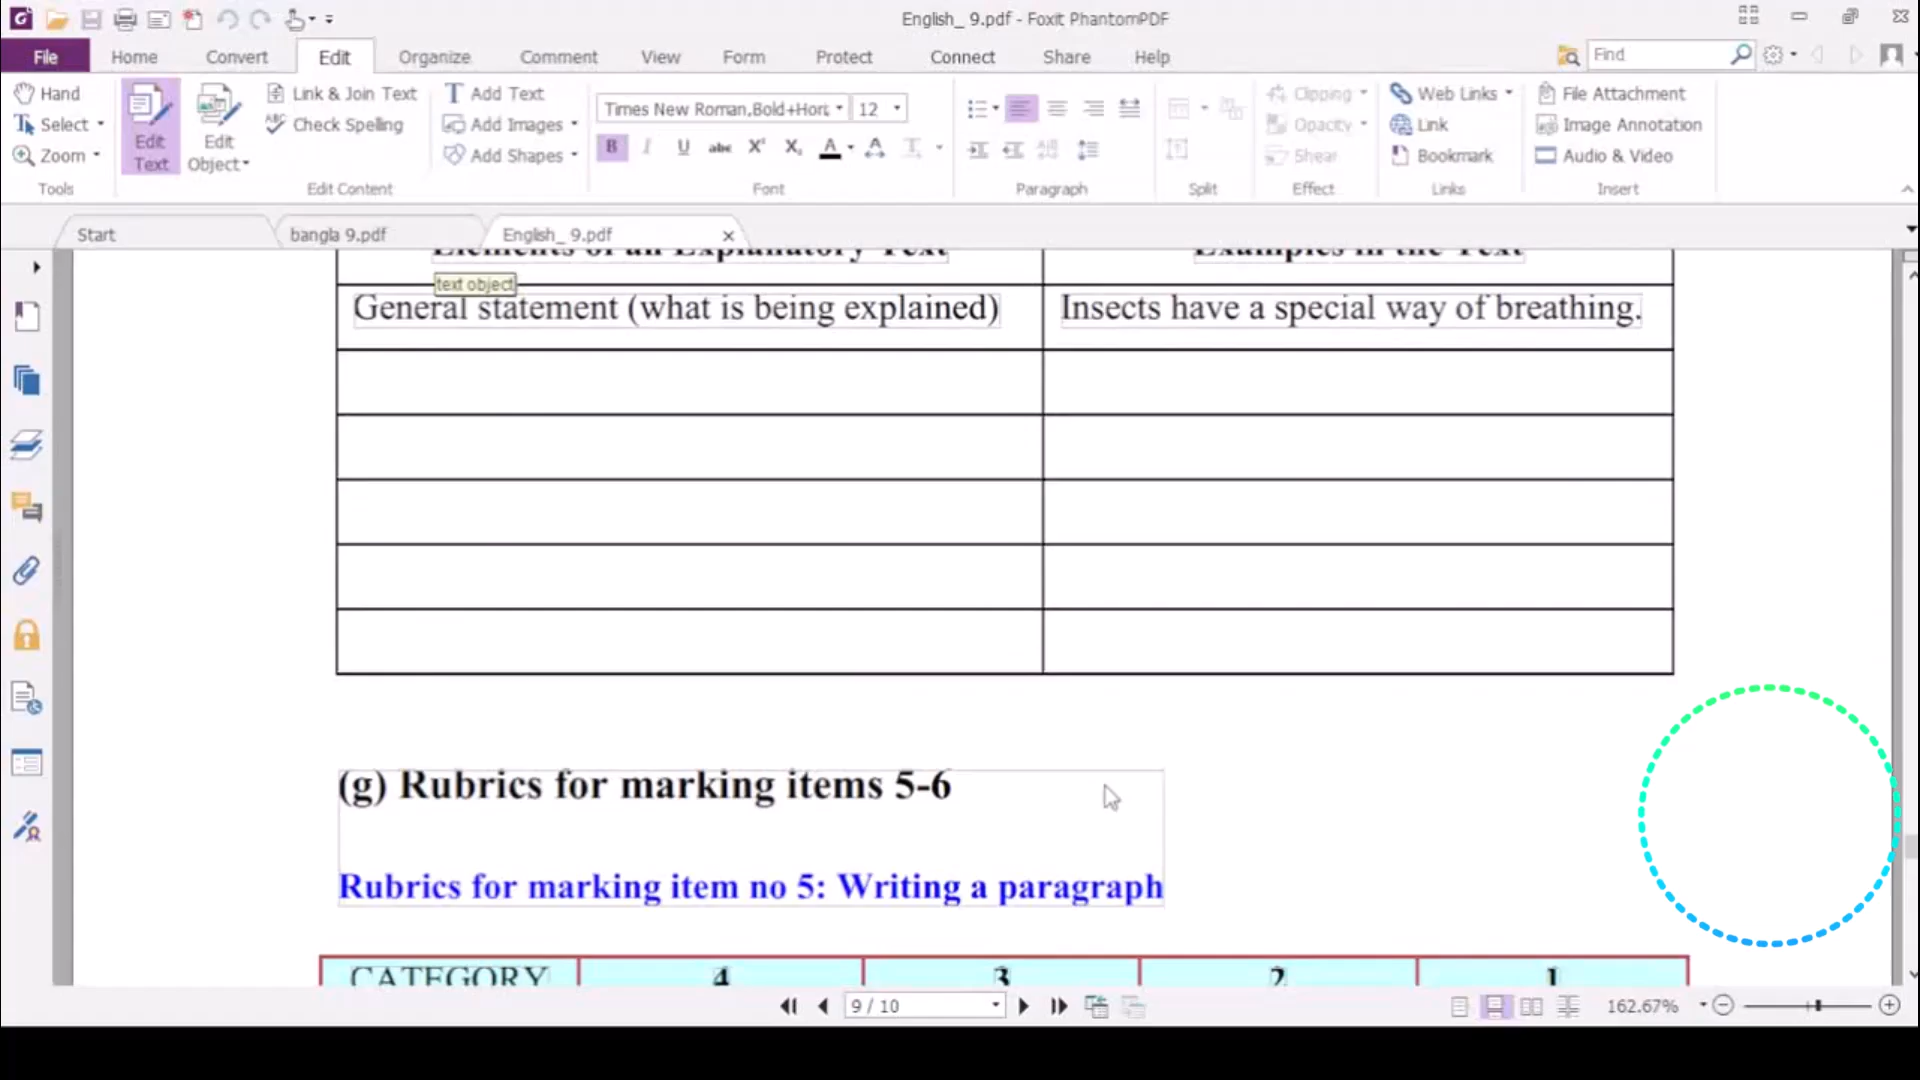 English_ 9.pdf - Foxit PhantomPDF
File Home Convert Edit Organize Comment View Form Protect Connect Share Help Find
Hand
Select
Zoom
Tools
Edit Text
Edit Object
Link & Join Text
Check Spelling
Edit Content
Add Text
Add Images
Add Shapes
Times New Roman,Bold+Hori 12
B I U abc X² X₂ A
Font
Paragraph
Split
Clipping
Opacity
Shear
Effect
Web Links
Link
Bookmark
Links
File Attachment
Image Annotation
Audio & Video
Insert
Start bangla 9.pdf English_ 9.pdf
Elements of an Explanatory Text Examples in the Text
text object
General statement (what is being explained) Insects have a special way of breathing.
(g) Rubrics for marking items 5-6
Rubrics for marking item no 5: Writing a paragraph
CATEGORY 4 3 2 1
9 / 10 162.67%